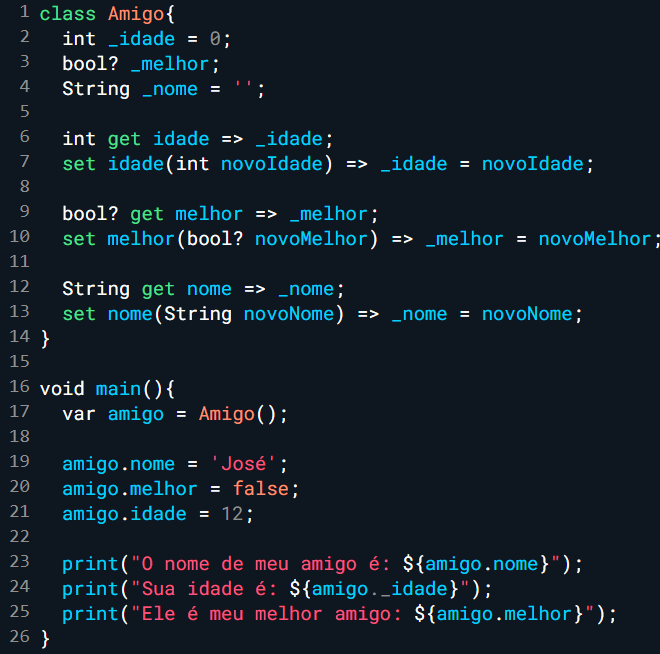 1 class Amigo{
2   int _idade = 0;
3   bool? _melhor;
4   String _nome = '';
5
6   int get idade => _idade;
7   set idade(int novoIdade) => _idade = novoIdade;
8
9   bool? get melhor => _melhor;
10   set melhor(bool? novoMelhor) => _melhor = novoMelhor;
11
12   String get nome => _nome;
13   set nome(String novoNome) => _nome = novoNome;
14 }
15
16 void main(){
17   var amigo = Amigo();
18
19   amigo.nome = 'José';
20   amigo.melhor = false;
21   amigo.idade = 12;
22
23   print("O nome de meu amigo é: ${amigo.nome}");
24   print("Sua idade é: ${amigo._idade}");
25   print("Ele é meu melhor amigo: ${amigo.melhor}");
26 }